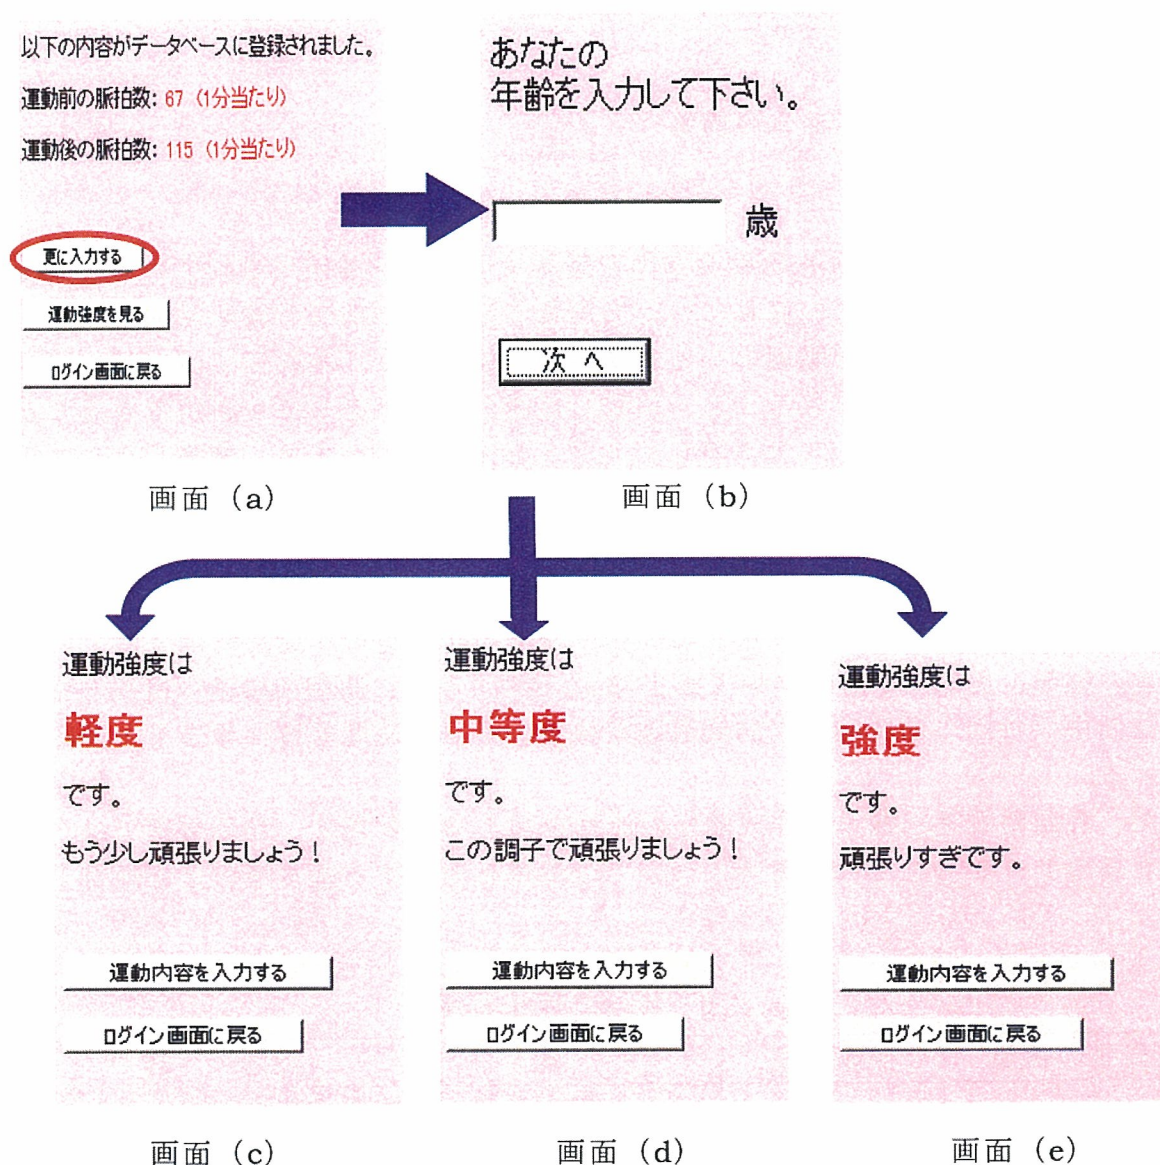 以下の内容がデータベースに登録されました。
運動前の脈拍数: 67 (1分当たり)
運動後の脈拍数: 115 (1分当たり)
更に入力する
運動強度を見る
ログイン画面に戻る
画面 (a)
あなたの
年齢を入力して下さい。
歳
次 へ
画面 (b)
運動強度は
軽度
です。
もう少し頑張りましょう！
運動内容を入力する
ログイン画面に戻る
画面 (c)
運動強度は
中等度
です。
この調子で頑張りましょう！
運動内容を入力する
ログイン画面に戻る
画面 (d)
運動強度は
強度
です。
頑張りすぎです。
運動内容を入力する
ログイン画面に戻る
画面 (e)